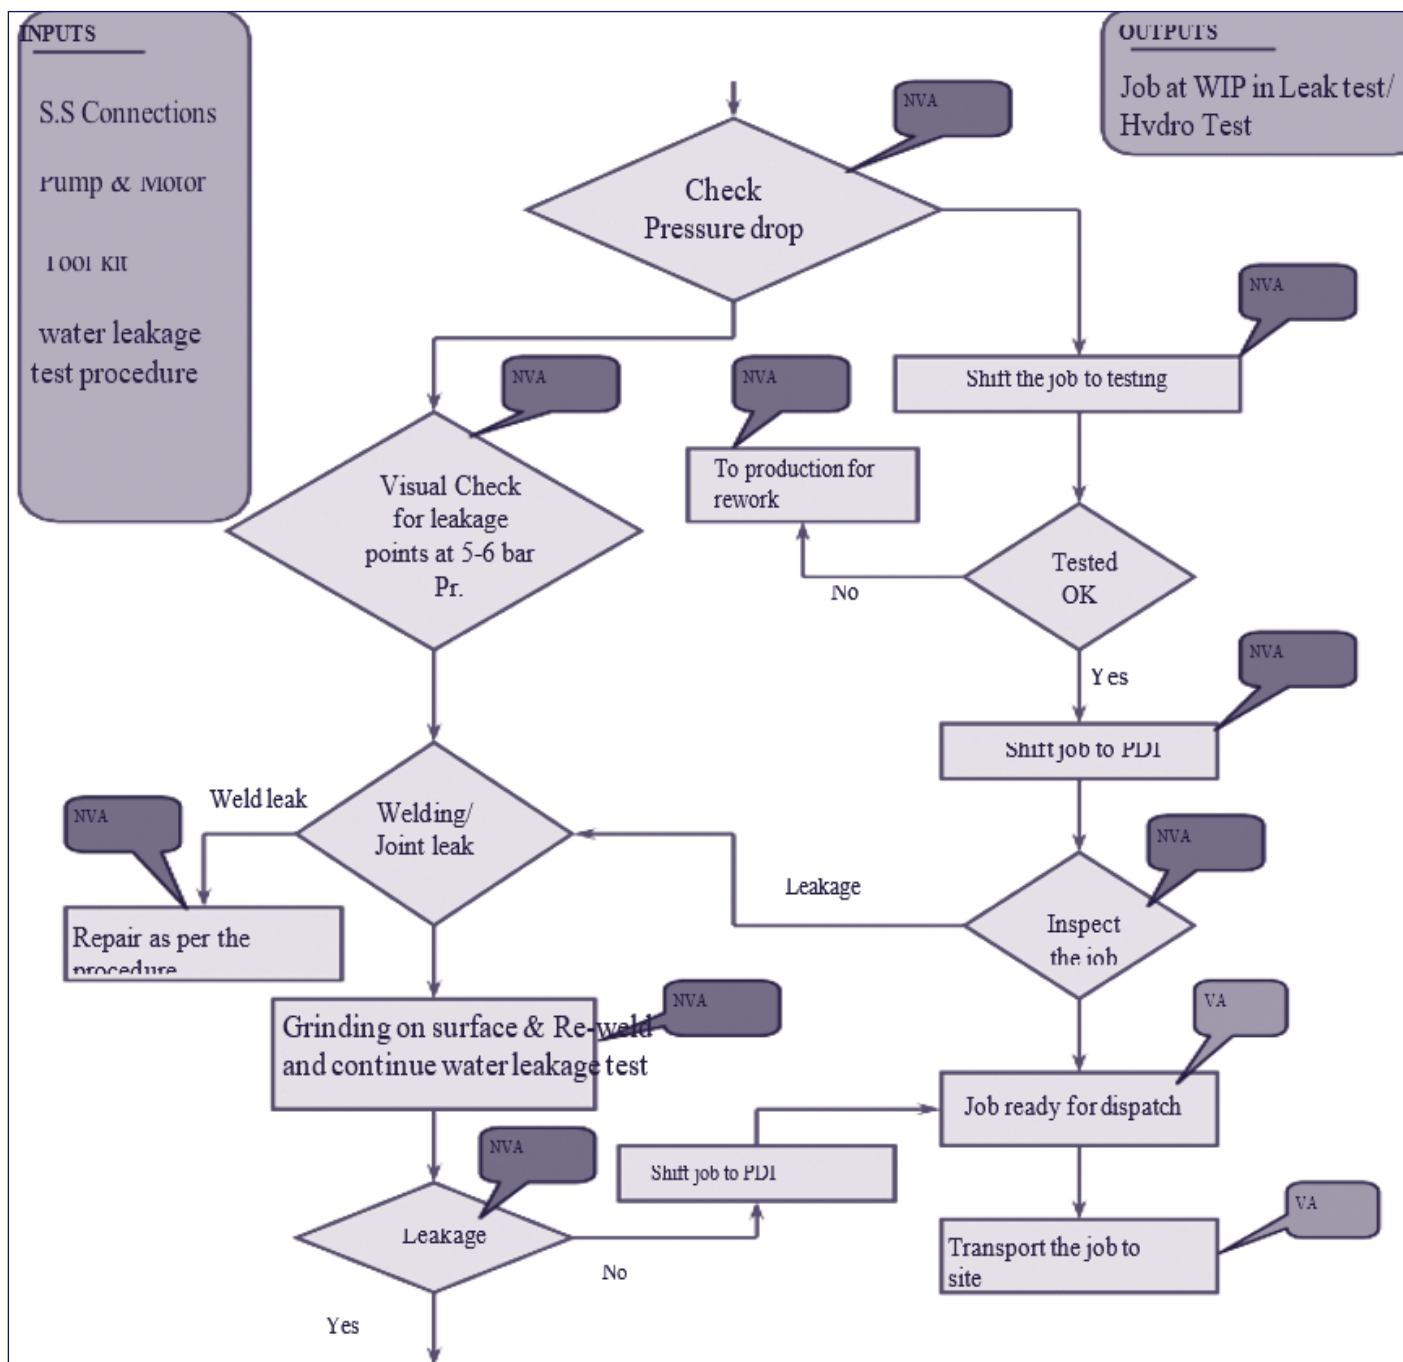 INPUTS
S.S Connections
Pump & Motor
Tool kit
water leakage
test procedure
OUTPUTS
Job at WIP in Leak test/
Hydro Test
NVA
Check
Pressure drop
NVA
Shift the job to testing
NVA
NVA
To production for
rework
Visual Check
for leakage
points at 5-6 bar
Pr.
Tested
OK
No
Yes
NVA
Shift job to PDI
Weld leak
NVA
Welding/
Joint leak
Leakage
NVA
Inspect
the job
Repair as per the
procedure
NVA
Grinding on surface & Re-weld
and continue water leakage test
VA
Job ready for dispatch
NVA
Shift job to PDI
Leakage
No
Yes
VA
Transport the job to
site